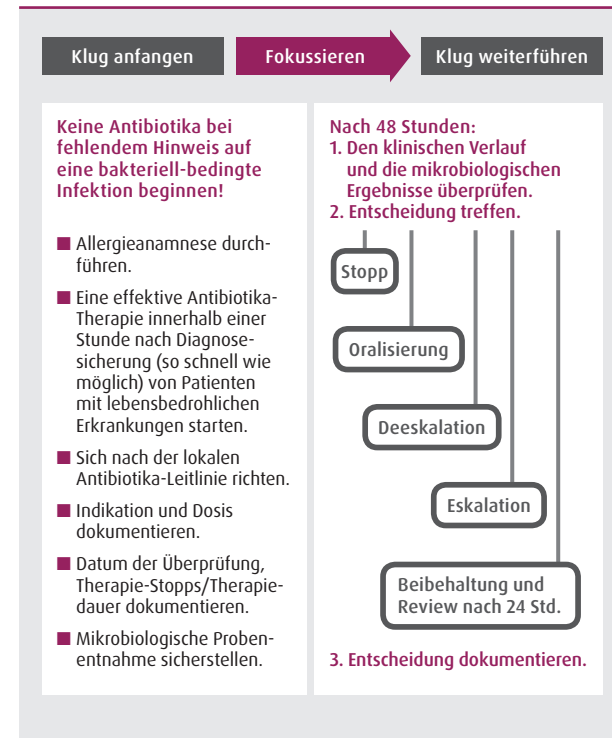 Klug anfangen
Fokussieren
Klug weiterführen
Keine Antibiotika bei
fehlendem Hinweis auf
eine bakteriell-bedingte
Infektion beginnen!
Allergieanamnese durch-
führen.
Eine effektive Antibiotika-
Therapie innerhalb einer
Stunde nach Diagnose-
sicherung (so schnell wie
möglich) von Patienten
mit lebensbedrohlichen
Erkrankungen starten.
Sich nach der lokalen
Antibiotika-Leitlinie richten.
Indikation und Dosis
dokumentieren.
Datum der Überprüfung,
Therapie-Stopps/Therapie-
dauer dokumentieren.
Mikrobiologische Proben-
entnahme sicherstellen.
Nach 48 Stunden:
1. Den klinischen Verlauf
und die mikrobiologischen
Ergebnisse überprüfen.
2. Entscheidung treffen.
Stopp
Oralisierung
Deeskalation
Eskalation
Beibehaltung und
Review nach 24 Std.
3. Entscheidung dokumentieren.